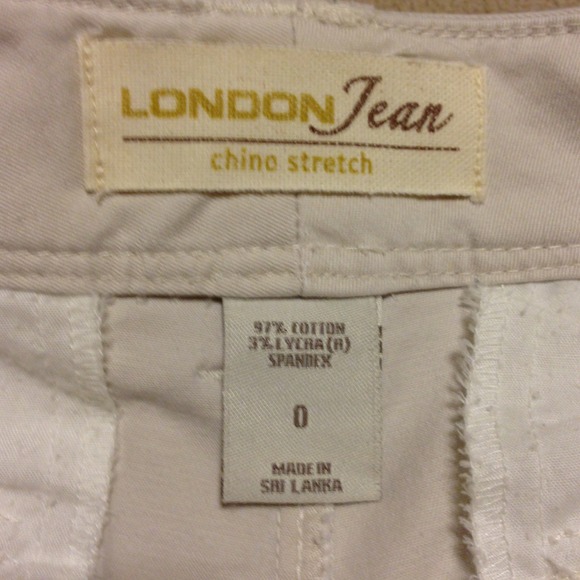 LONDON Jean
chino stretch
97% COTTON
3% LYCRA(R)
SPANDEX
0
MADE IN
SRI LANKA